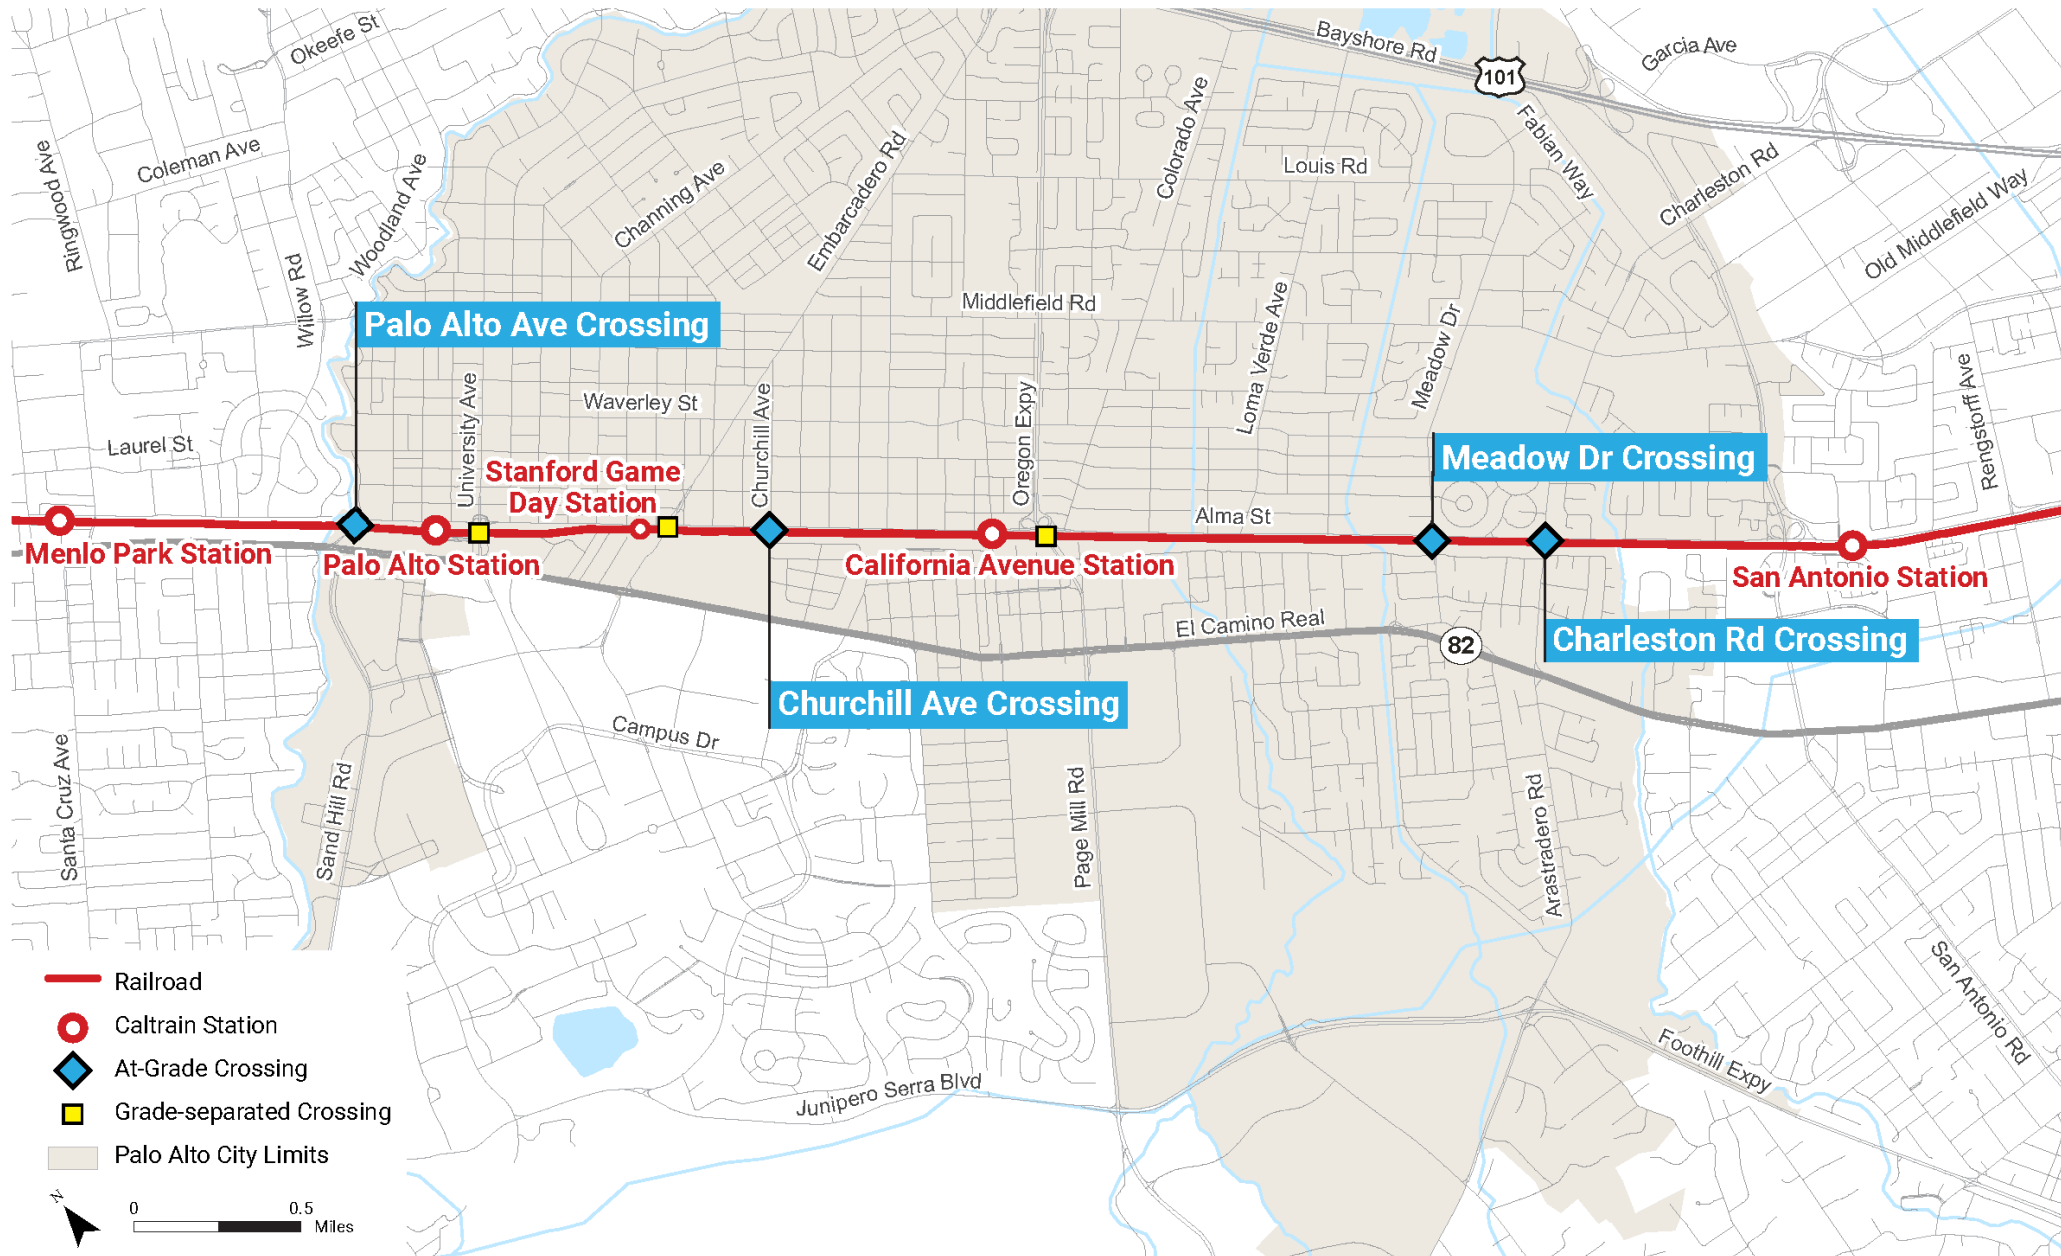 Okeefe St
Bayshore Rd
101
Garcia Ave
Ringwood Ave
Coleman Ave
Woodland Ave
Channing Ave
Embarcadero Rd
Colorado Ave
Louis Rd
Fabian Way
Charleston Rd
Old Middlefield Way
Willow Rd
Middlefield Rd
Loma Verde Ave
Meadow Dr
Palo Alto Ave Crossing
Laurel St
University Ave
Waverley St
Churchill Ave
Oregon Expy
Rengstorff Ave
Meadow Dr Crossing
Stanford Game
Day Station
Alma St
Menlo Park Station
Palo Alto Station
California Avenue Station
San Antonio Station
El Camino Real
82
Charleston Rd Crossing
Churchill Ave Crossing
Campus Dr
Santa Cruz Ave
Sand Hill Rd
Page Mill Rd
Arastradero Rd
San Antonio Rd
Foothill Expy
Junipero Serra Blvd
Railroad
Caltrain Station
At-Grade Crossing
Grade-separated Crossing
Palo Alto City Limits
N
0
0.5
Miles